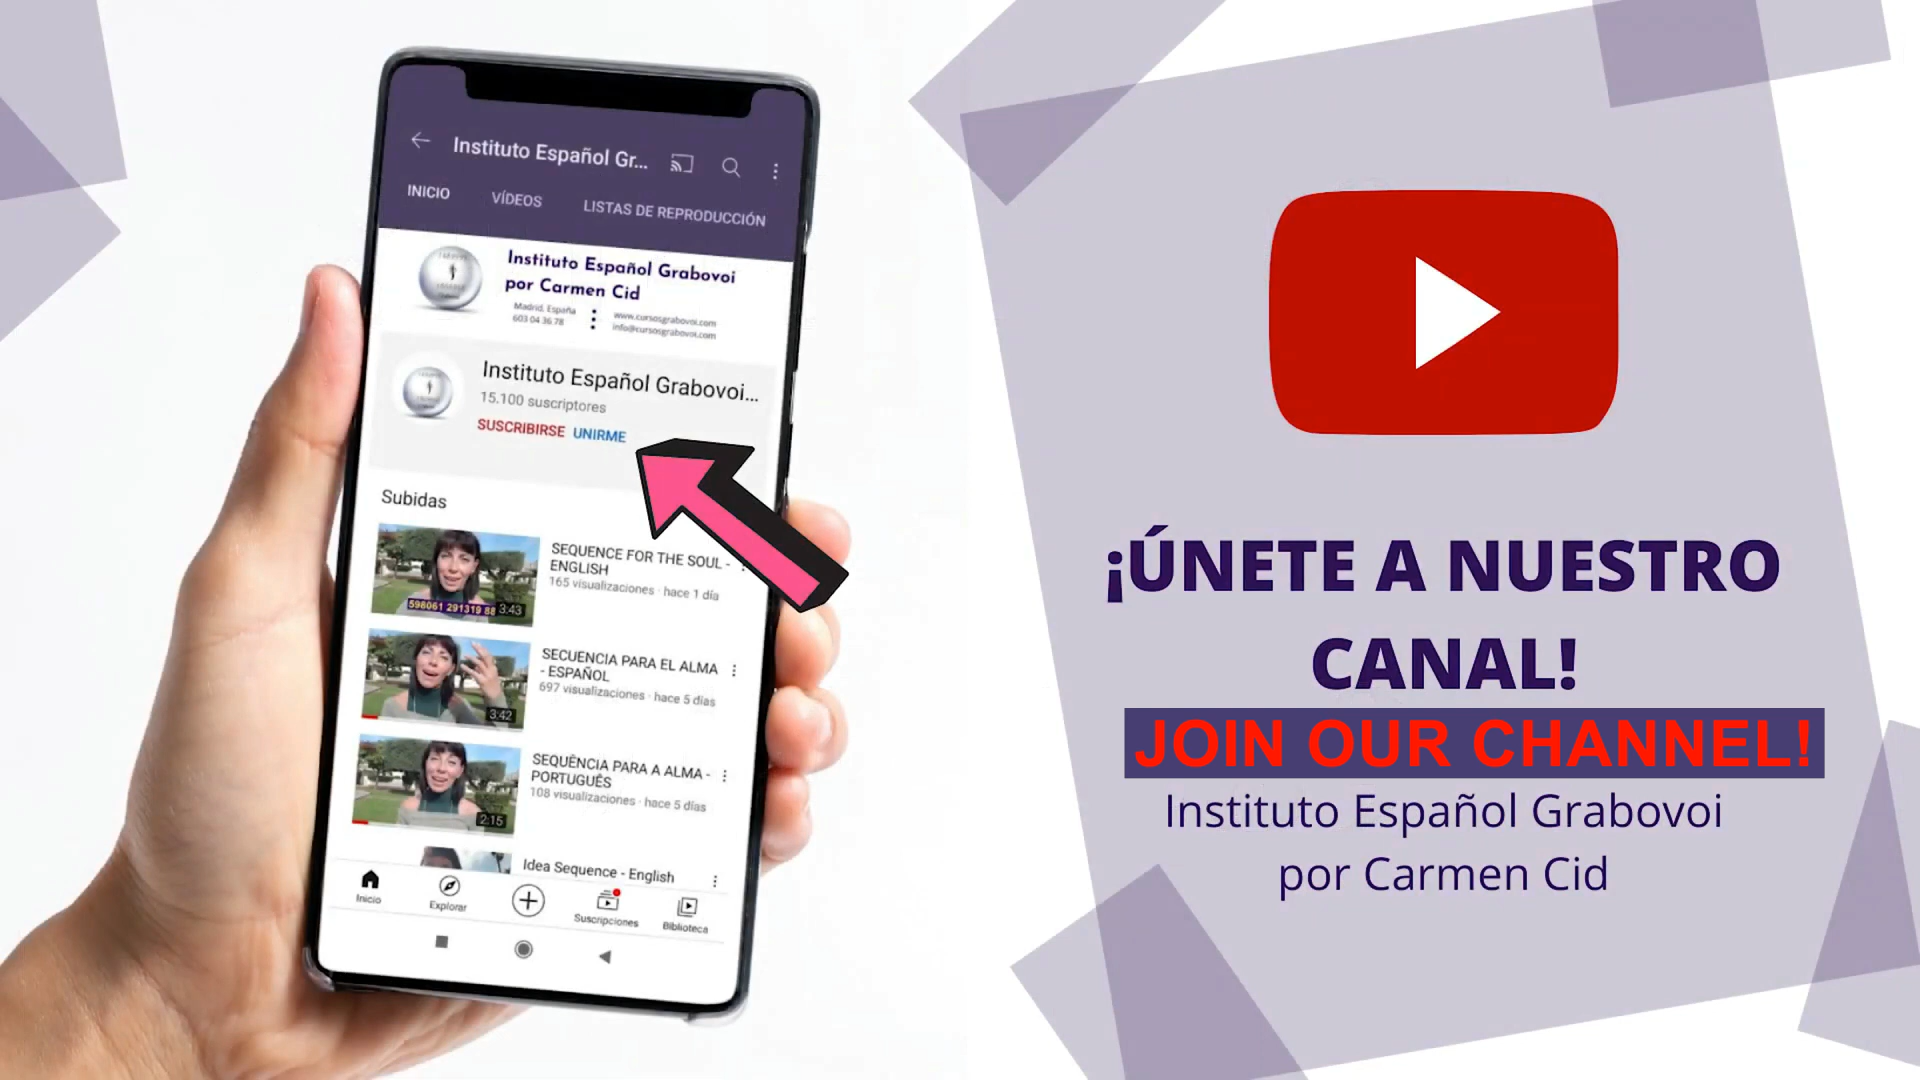 Instituto Español Gr...
INICIO
VÍDEOS
LISTAS DE REPRODUCCIÓN
Instituto Español Grabovoi
por Carmen Cid
Madrid, España
603 04 36 78
www.cursosgrabovoi.com
info@cursosgrabovoi.com
Instituto Español Grabovoi...
15.100 suscriptores
SUSCRIBIRSE UNIRME
Subidas
SEQUENCE FOR THE SOUL -
ENGLISH
165 visualizaciones · hace 1 día
598061 291319 88
3:43
SECUENCIA PARA EL ALMA
- ESPAÑOL
697 visualizaciones · hace 5 días
3:42
SEQUÊNCIA PARA A ALMA -
PORTUGUÊS
108 visualizaciones · hace 5 días
2:15
Idea Sequence - English
Inicio
Explorar
Suscripciones
Biblioteca
¡ÚNETE A NUESTRO
CANAL!
JOIN OUR CHANNEL!
Instituto Español Grabovoi
por Carmen Cid